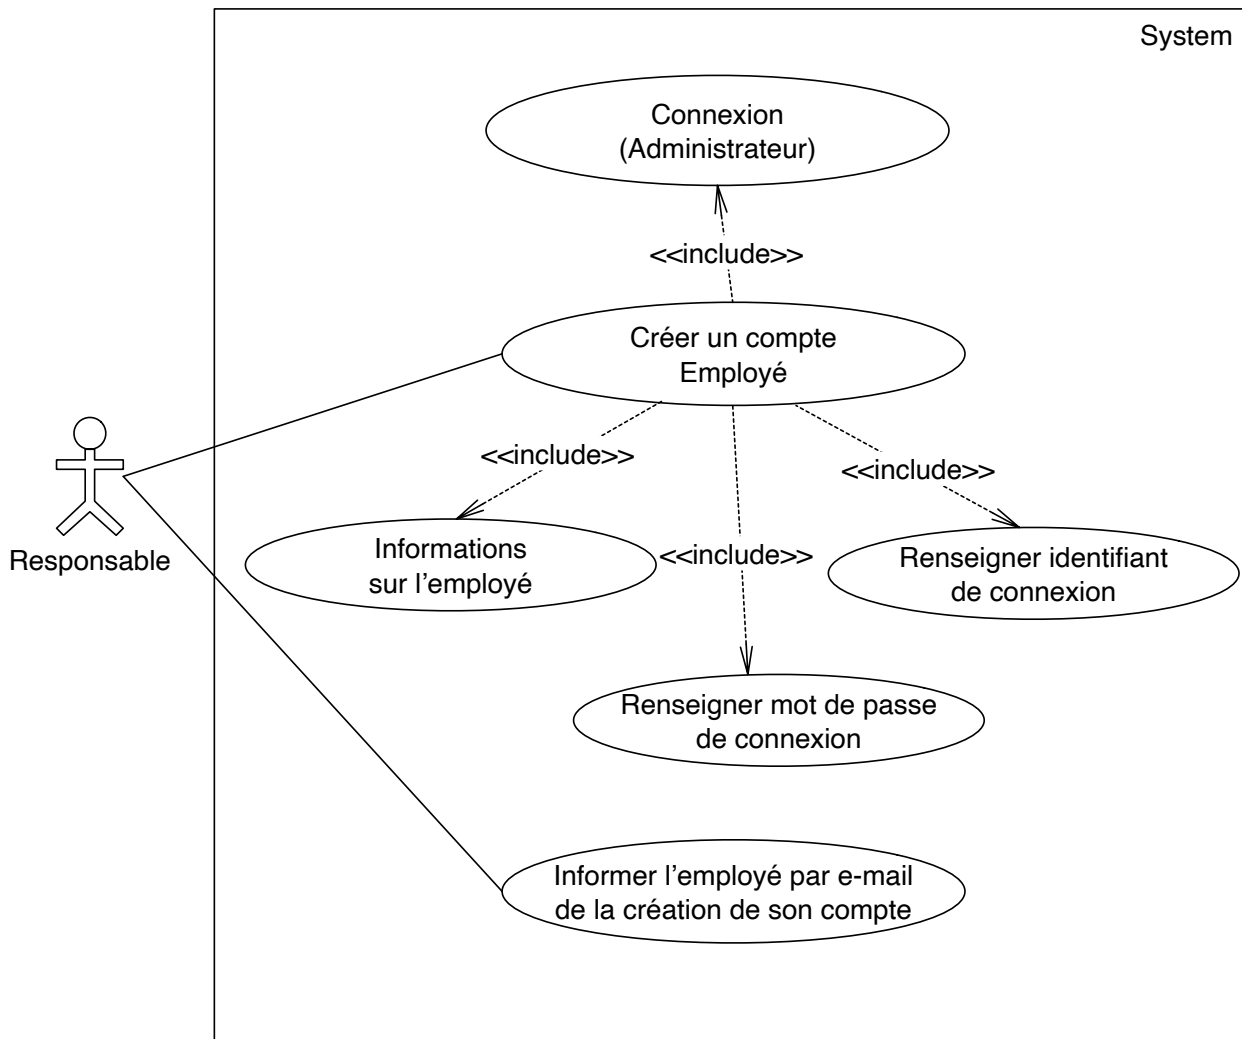 System
Connexion
(Administrateur)
<<include>>
Créer un compte
Employé
<<include>>
<<include>>
Responsable
Informations
sur l'employé
<<include>>
Renseigner identifiant
de connexion
Renseigner mot de passe
de connexion
Informer l'employé par e-mail
de la création de son compte